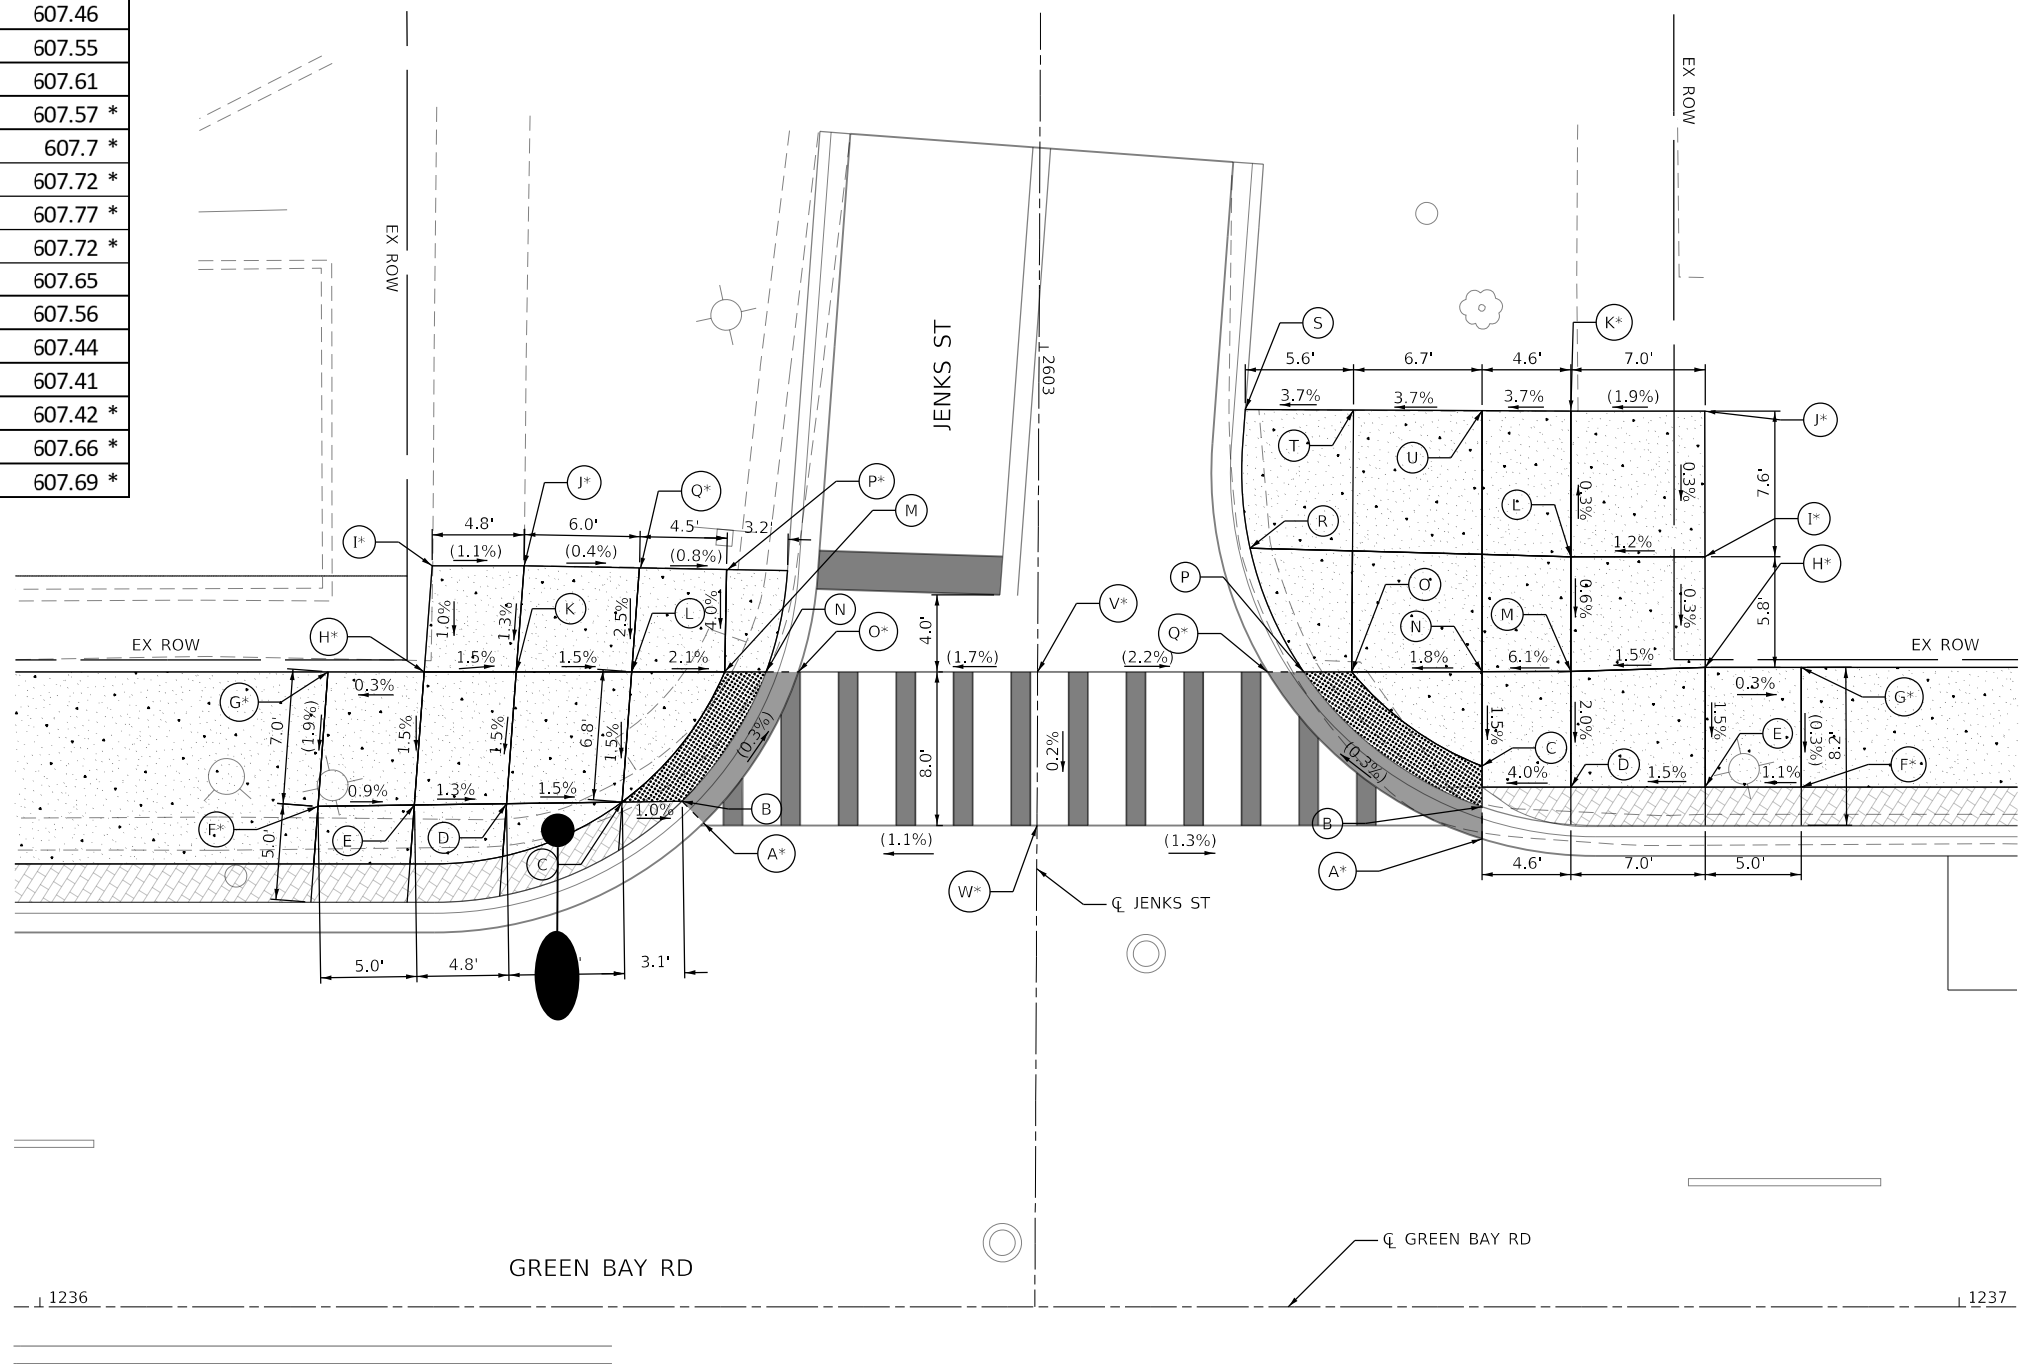 607.46
607.55
607.61
607.57 *
607.7 *
607.72 *
607.77 *
607.72 *
607.65
607.56
607.44
607.41
607.42 *
607.66 *
607.69 *
EX ROW
EX ROW
EX ROW
EX ROW
JENKS ST
2603
S
K*
5.6'
6.7'
4.6'
7.0'
3.7%
3.7%
3.7%
(1.9%)
J*
T
U
0.3%
0.3%
7.6'
L
R
I*
1.2%
H*
P
O
0.6%
0.3%
5.8'
M
N
Q*
1.8%
6.1%
1.5%
I*
J*
Q*
P*
M
4.8'
6.0'
4.5'
3.2'
(1.1%)
(0.4%)
(0.8%)
1.0%
1.3%
2.5%
4.0%
K
L
N
O*
H*
1.5%
1.5%
2.1%
4.0'
V*
(1.7%)
(2.2%)
G*
0.3%
7.0'
(1.9%)
1.5%
1.5%
6.8'
1.5%
(0.3%)
8.0'
0.2%
(0.3%)
1.5%
2.0%
1.5%
0.3%
(0.3%)
8.2'
G*
E
C
D
F*
4.0%
1.5%
1.1%
0.9%
1.3%
1.5%
1.0%
B
F*
E
D
C
5.0'
A*
(1.1%)
(1.3%)
B
A*
W*
4.6'
7.0'
5.0'
℄ JENKS ST
5.0'
4.8'
'
3.1'
GREEN BAY RD
℄ GREEN BAY RD
1236
1237